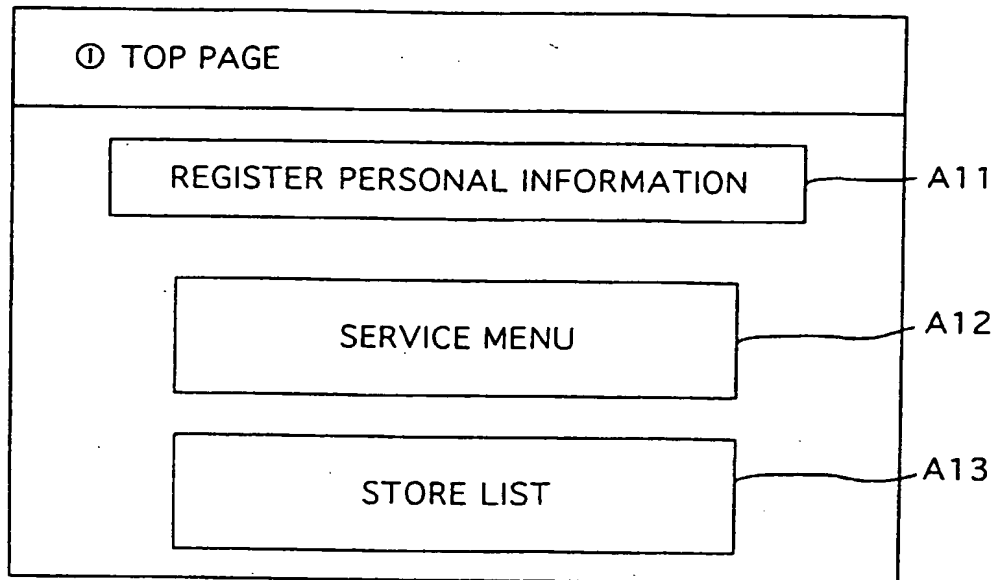 ① TOP PAGE
REGISTER PERSONAL INFORMATION
A11
SERVICE MENU
A12
STORE LIST
A13